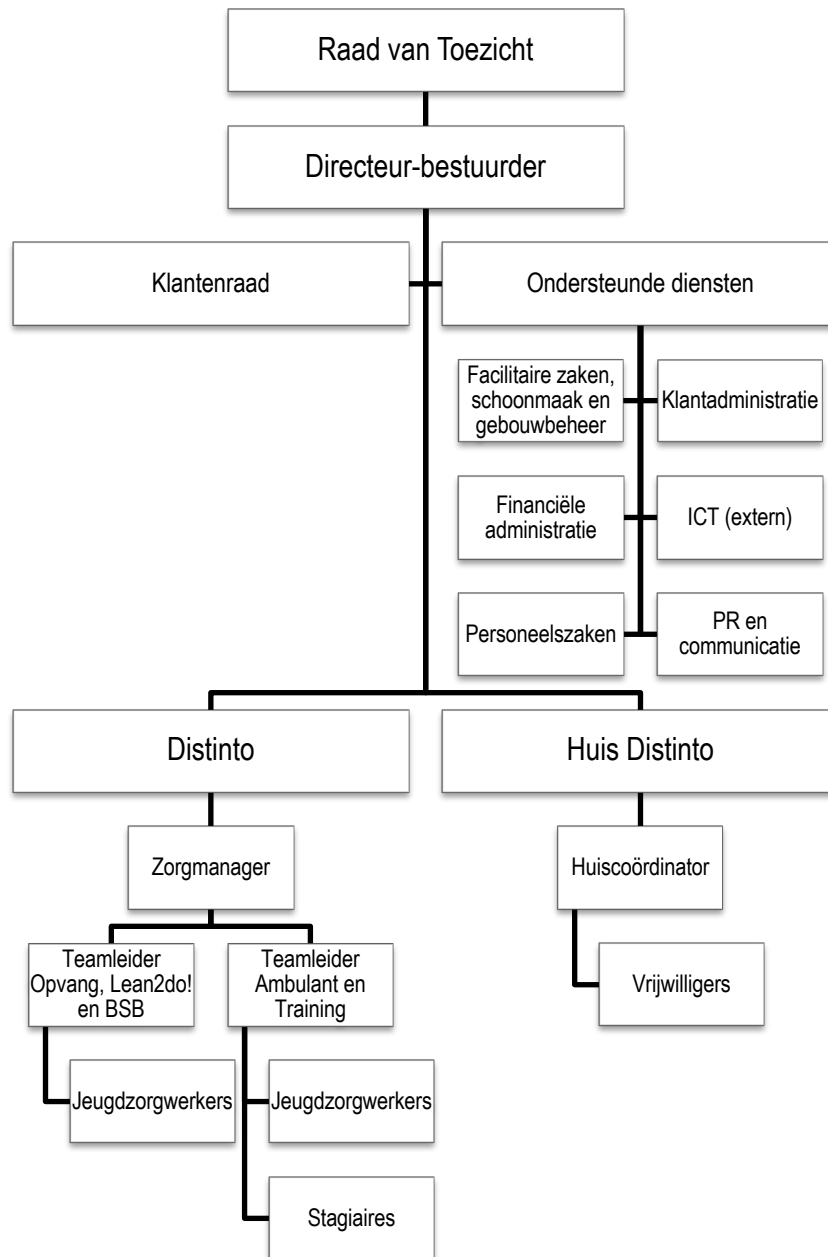 Raad van Toezicht
Directeur-bestuurder
Klantenraad
Ondersteunde diensten
Facilitaire zaken,
schoonmaak en
gebouwbeheer
Klantadministratie
Financiële
administratie
ICT (extern)
Personeelszaken
PR en
communicatie
Distinto
Huis Distinto
Zorgmanager
Huiscoördinator
Teamleider
Opvang, Lean2do!
en BSB
Teamleider
Ambulant en
Training
Vrijwilligers
Jeugdzorgwerkers
Jeugdzorgwerkers
Stagiaires